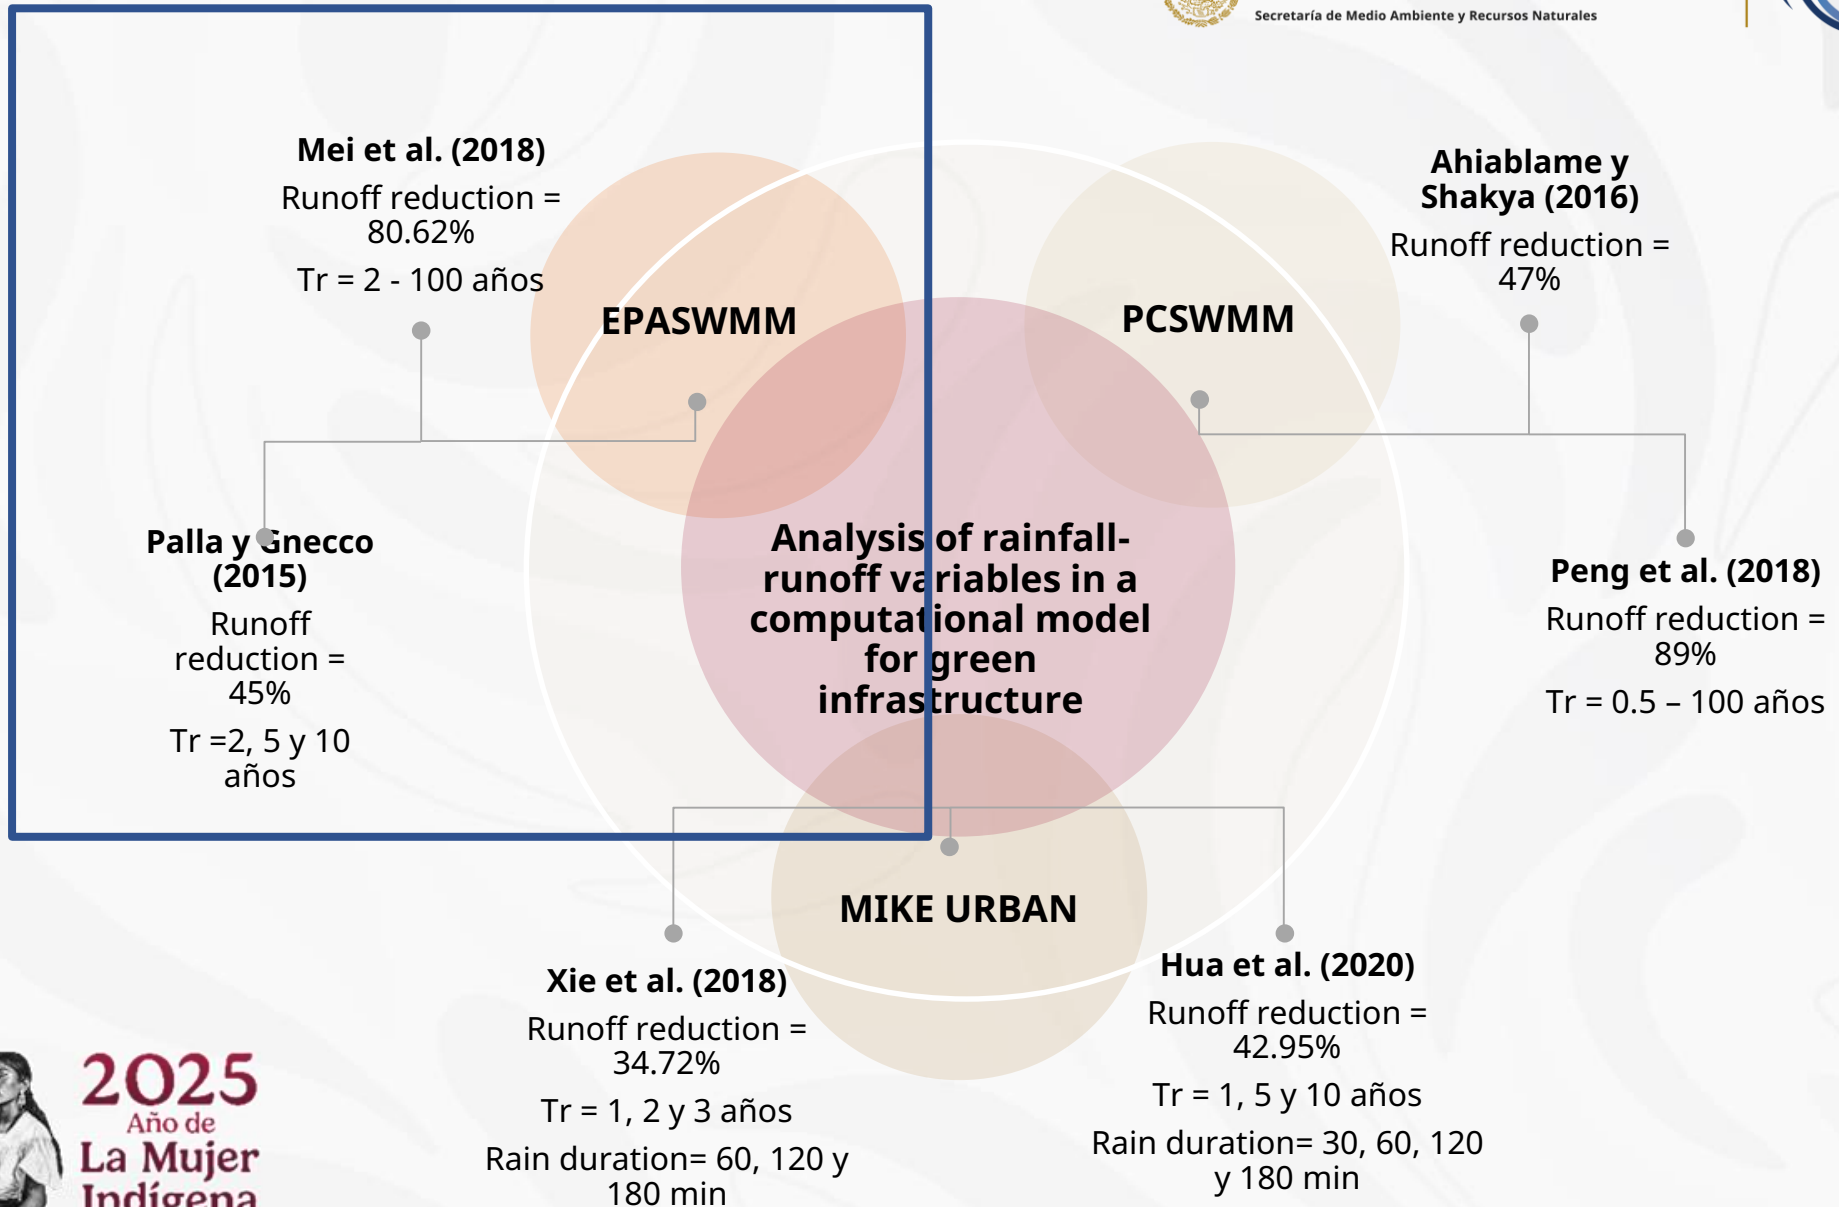 Secretaría de Medio Ambiente y Recursos Naturales
Mei et al. (2018)
Runoff reduction =
80.62%
Tr = 2 - 100 años
EPASWMM
Palla y Gnecco
(2015)
Runoff
reduction =
45%
Tr =2, 5 y 10
años
PCSWMM
Ahiablame y
Shakya (2016)
Runoff reduction =
47%
Peng et al. (2018)
Runoff reduction =
89%
Tr = 0.5 – 100 años
Analysis of rainfall-
runoff variables in a
computational model
for green
infrastructure
MIKE URBAN
Xie et al. (2018)
Runoff reduction =
34.72%
Tr = 1, 2 y 3 años
Rain duration= 60, 120 y
180 min
Hua et al. (2020)
Runoff reduction =
42.95%
Tr = 1, 5 y 10 años
Rain duration= 30, 60, 120
y 180 min
2025
Año de
La Mujer
Indígena